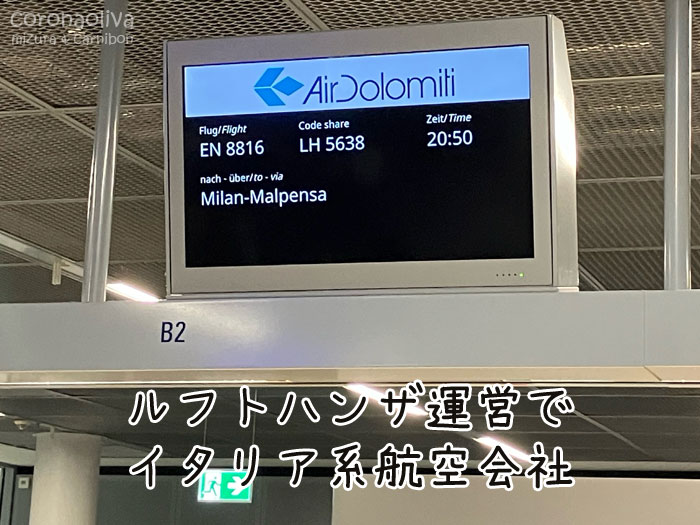 coronaoliva
mizura & Carnibou
AirDolomiti
Flug/Flight Code share Zeit/Time
EN 8816 LH 5638 20:50
nach - über/to - via
Milan-Malpensa
B2
ルフトハンザ運営で
イタリア系航空会社